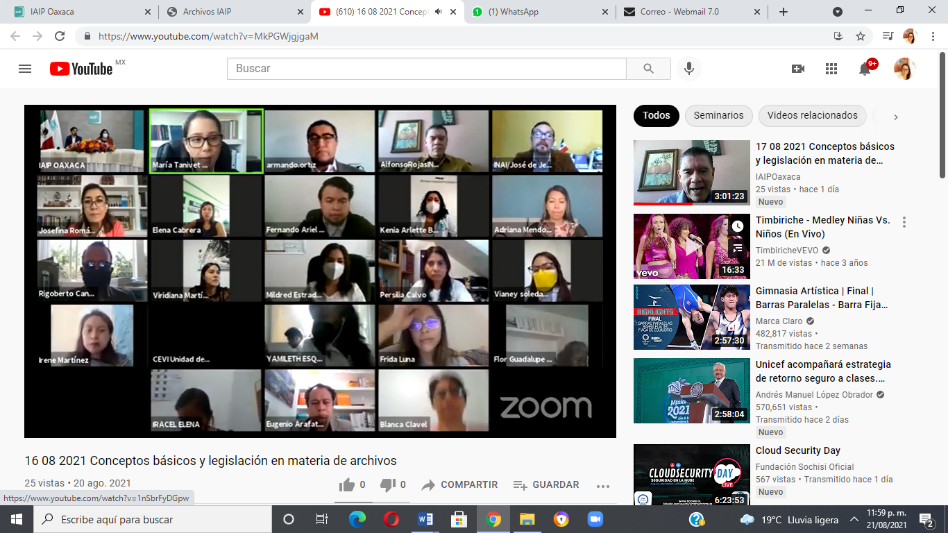 IAIP Oaxaca
Archivos IAIP
(610) 16 08 2021 Concept
(1) WhatsApp
Correo - Webmail 7.0
https://www.youtube.com/watch?v=MkPGWjgjgaM
YouTube MX
Buscar
9+
IAIP OAXACA
María Tanivet ...
armando.ortiz
AlfonsoRojasN...
INAI/José de Je...
Josefina Romá...
Elena Cabrera
Fernando Ariel ...
Kenia Arlette B...
Adriana Mendo...
Rigoberto Can...
Viridiana Martí...
Mildred Estrad...
Persilia Calvo
Vianey soleda...
Irene Martínez
CEVI Unidad de...
YAMILETH ESQ...
Frida Luna
Flor Guadalupe ...
IRACEL ELENA
Eugenio Arafat...
Blanca Clavel
zoom
16 08 2021 Conceptos básicos y legislación en materia de archivos
25 vistas • 20 ago. 2021
0
0
COMPARTIR
GUARDAR
https://www.youtube.com/watch?v=1nSbrFyDGpw
Todos
Seminarios
Videos relacionados
3:01:23
17 08 2021 Conceptos básicos
y legislación en materia de...
IAIPOaxaca
25 vistas • hace 1 día
Nuevo
vevo
16:33
Timbiriche - Medley Niñas Vs.
Niños (En Vivo)
TimbiricheVEVO
21 M de vistas • hace 3 años
HIGHLIGHTS
FINAL
2:57:30
Gimnasia Artística | Final |
Barras Paralelas - Barra Fija...
Marca Claro
482,817 vistas •
Transmitido hace 2 semanas
2021
2:58:04
Unicef acompañará estrategia
de retorno seguro a clases....
Andrés Manuel López Obrador
570,651 vistas •
Transmitido hace 2 días
Nuevo
CLOUDSECURITY
DAY
LIVE
6:23:53
Cloud Security Day
Fundación Sochisi Oficial
567 vistas • Transmitido hace 1 día
Nuevo
Escribe aquí para buscar
19°C Lluvia ligera
11:59 p. m.
21/08/2021
2